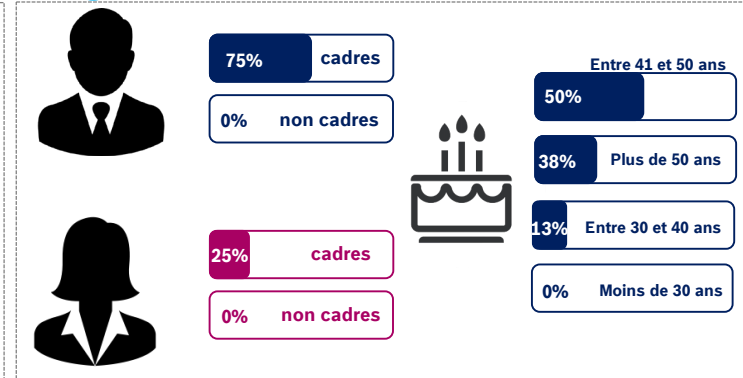 75% cadres
0% non cadres
25% cadres
0% non cadres
Entre 41 et 50 ans
50%
38% Plus de 50 ans
13% Entre 30 et 40 ans
0% Moins de 30 ans